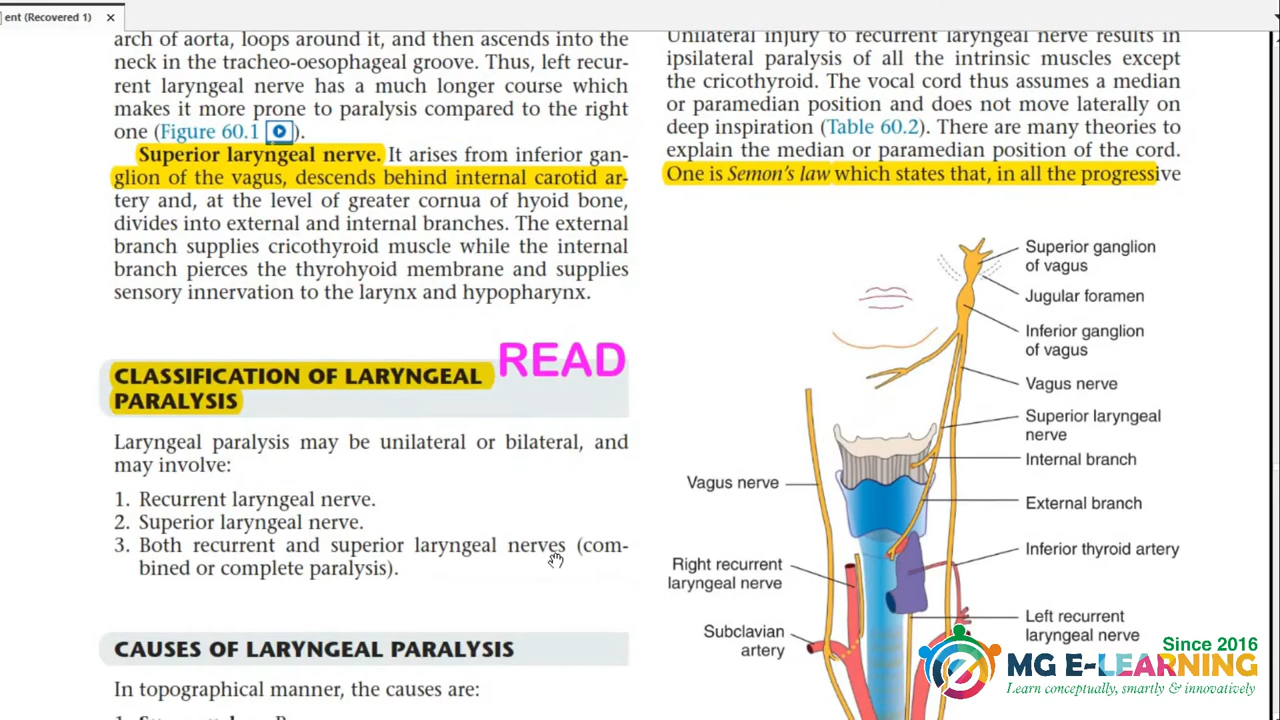 ent (Recovered 1)
arch of aorta, loops around it, and then ascends into the
neck in the tracheo-oesophageal groove. Thus, left recur-
rent laryngeal nerve has a much longer course which
makes it more prone to paralysis compared to the right
one (Figure 60.1 ).
Superior laryngeal nerve. It arises from inferior gan-
glion of the vagus, descends behind internal carotid ar-
tery and, at the level of greater cornua of hyoid bone,
divides into external and internal branches. The external
branch supplies cricothyroid muscle while the internal
branch pierces the thyrohyoid membrane and supplies
sensory innervation to the larynx and hypopharynx.
READ
CLASSIFICATION OF LARYNGEAL
PARALYSIS
Laryngeal paralysis may be unilateral or bilateral, and
may involve:
1. Recurrent laryngeal nerve.
2. Superior laryngeal nerve.
3. Both recurrent and superior laryngeal nerves (com-
bined or complete paralysis).
CAUSES OF LARYNGEAL PARALYSIS
In topographical manner, the causes are:
Unilateral injury to recurrent laryngeal nerve results in
ipsilateral paralysis of all the intrinsic muscles except
the cricothyroid. The vocal cord thus assumes a median
or paramedian position and does not move laterally on
deep inspiration (Table 60.2). There are many theories to
explain the median or paramedian position of the cord.
One is Semon's law which states that, in all the progressive
Superior ganglion
of vagus
Jugular foramen
Inferior ganglion
of vagus
Vagus nerve
Superior laryngeal
nerve
Internal branch
Vagus nerve
External branch
Inferior thyroid artery
Right recurrent
laryngeal nerve
Left recurrent
laryngeal nerve
Subclavian
artery
Since 2016
MG E-LEARNING
Learn conceptually, smartly & innovatively